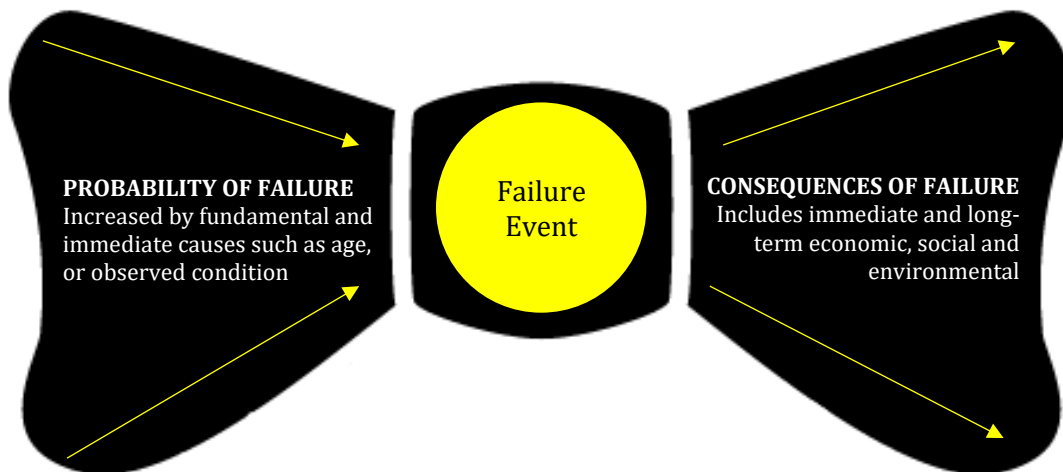 PROBABILITY OF FAILURE
Increased by fundamental and
immediate causes such as age,
or observed condition
Failure
Event
CONSEQUENCES OF FAILURE
Includes immediate and long-
term economic, social and
environmental